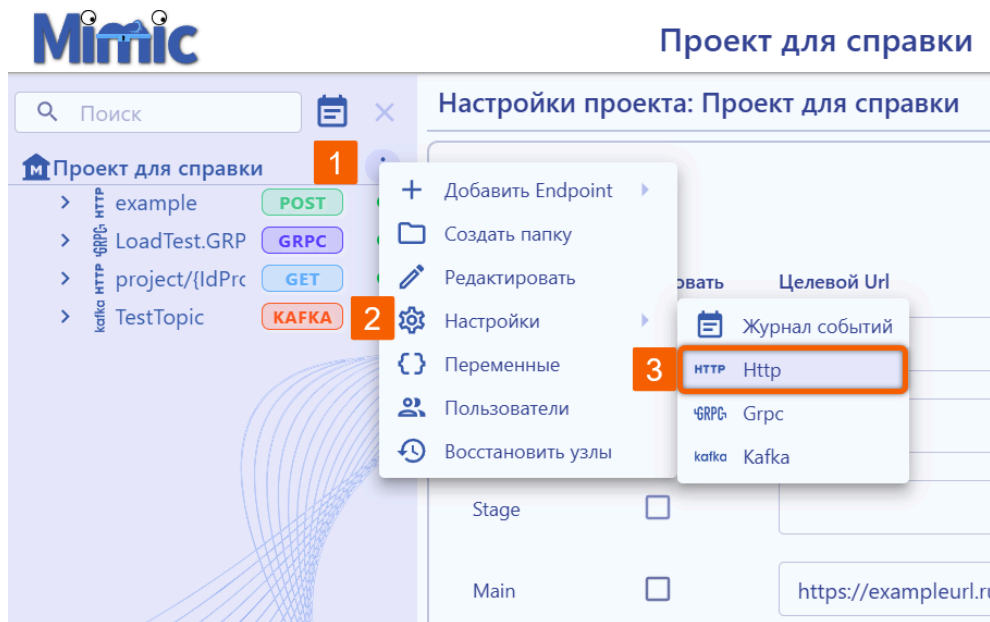 Mimic
Проект для справки
Поиск
Настройки проекта: Проект для справки
M Проект для справки 1
HTTP example POST
GRPC LoadTest.GRP GRPC
HTTP project/{IdPro GET
kafka TestTopic KAFKA
Добавить Endpoint
Создать папку
Редактировать
2 Настройки
Переменные
Пользователи
Восстановить узлы
овать Целевой Url
Журнал событий
3 HTTP Http
GRPC Grpc
kafka Kafka
Stage
Main https://exampleurl.ru